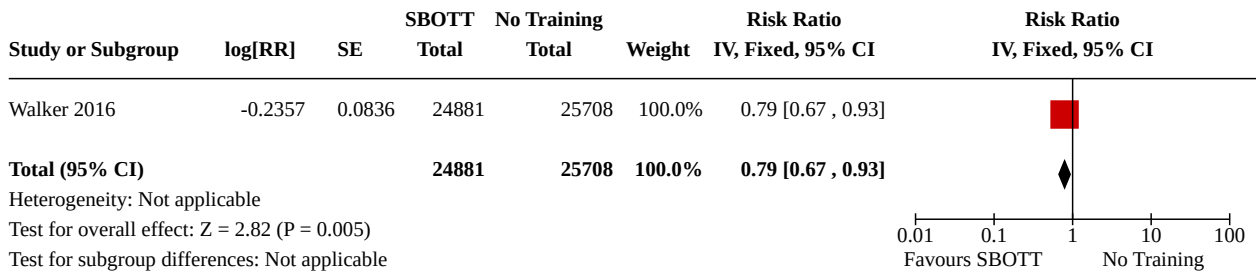 SBOTT No Training Risk Ratio Risk Ratio
Study or Subgroup log[RR] SE Total Total Weight IV, Fixed, 95% CI IV, Fixed, 95% CI
Walker 2016 -0.2357 0.0836 24881 25708 100.0% 0.79 [0.67 , 0.93]
Total (95% CI) 24881 25708 100.0% 0.79 [0.67 , 0.93]
Heterogeneity: Not applicable
Test for overall effect: Z = 2.82 (P = 0.005)
0.01 0.1 1 10 100
Test for subgroup differences: Not applicable Favours SBOTT No Training